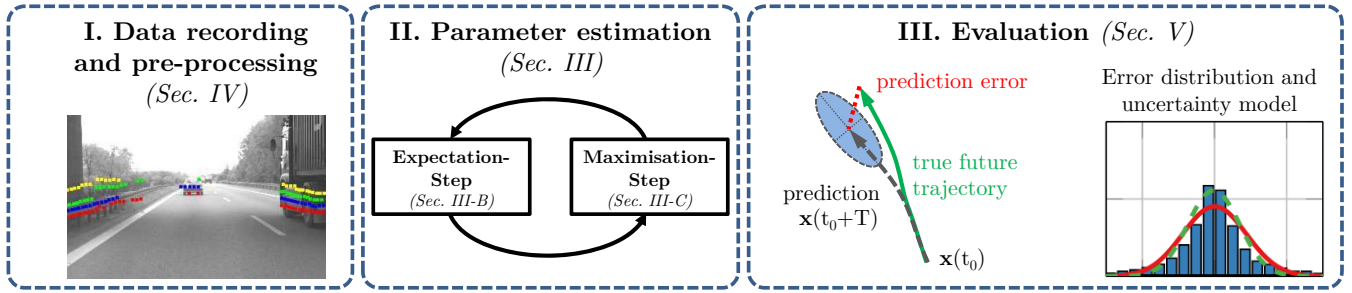 I. Data recording
and pre-processing
(Sec. IV)
II. Parameter estimation
(Sec. III)
Expectation-
Step
(Sec. III-B)
Maximisation-
Step
(Sec. III-C)
III. Evaluation (Sec. V)
prediction error
true future
trajectory
prediction
x(t₀+T)
x(t₀)
Error distribution and
uncertainty model